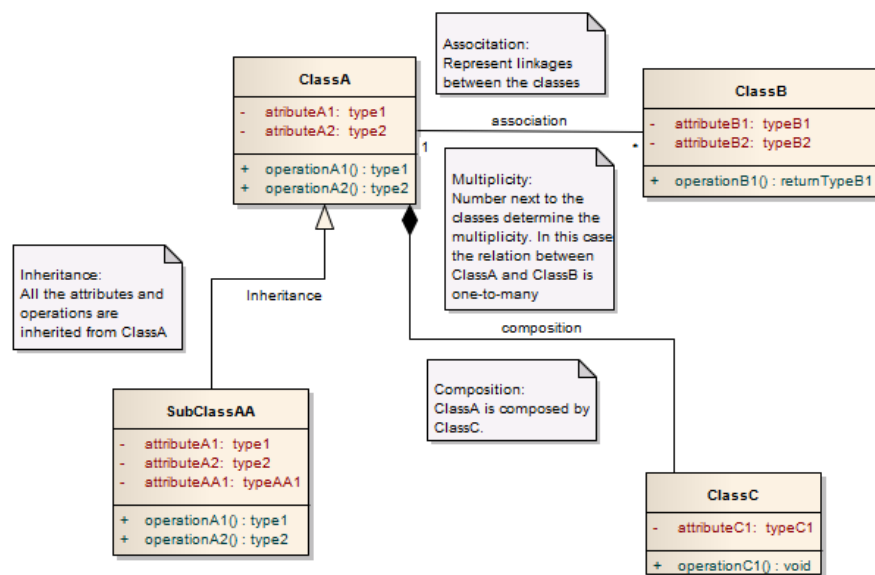 Associtation:
Represent linkages
between the classes
ClassA
- atributeA1: type1
- atributeA2: type2
+ operationA1() : type1
+ operationA2() : type2
association
1
*
ClassB
- attributeB1: typeB1
- attributeB2: typeB2
+ operationB1() : returnTypeB1
Multiplicity:
Number next to the
classes determine the
multiplicity. In this case
the relation between
ClassA and ClassB is
one-to-many
Inheritance:
All the attributes and
operations are
inherited from ClassA
Inheritance
composition
Composition:
ClassA is composed by
ClassC.
SubClassAA
- attributeA1: type1
- attributeA2: type2
- attributeAA1: typeAA1
+ operationA1() : type1
+ operationA2() : type2
ClassC
- attributeC1: typeC1
+ operationC1() : void